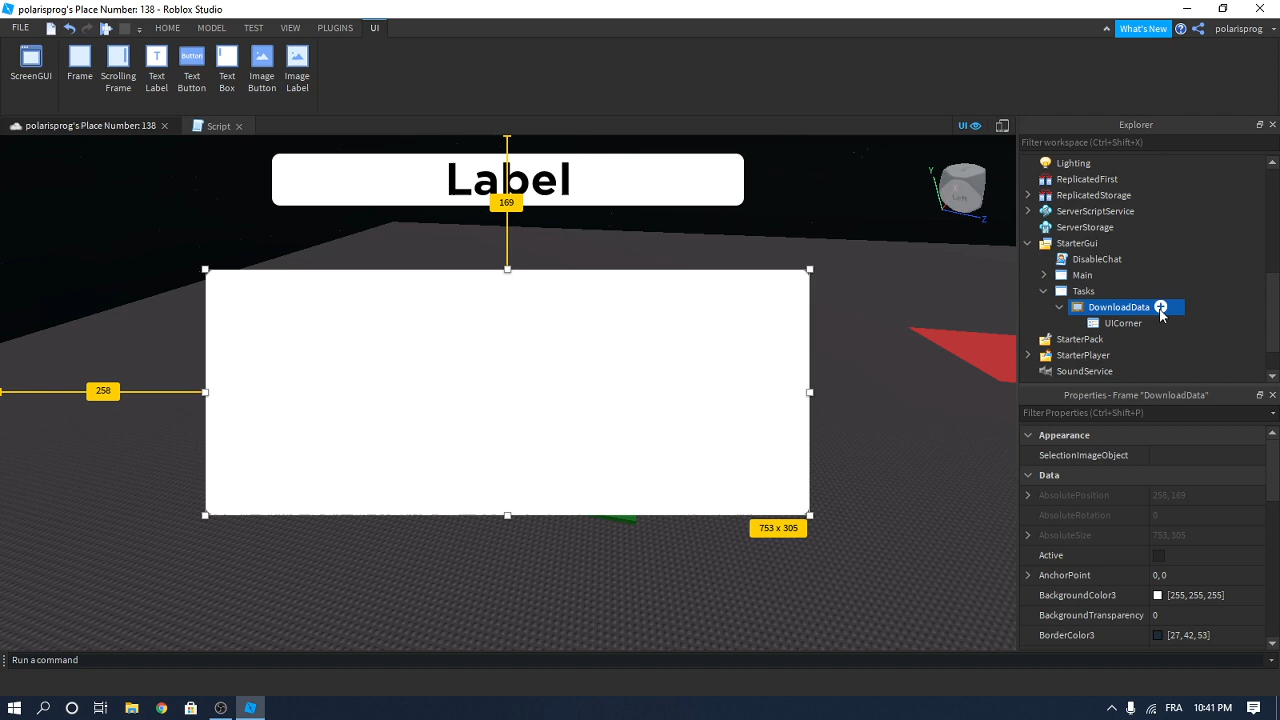 polarisprog's Place Number: 138 - Roblox Studio
FILE HOME MODEL TEST VIEW PLUGINS UI What's New polarisprog
ScreenGUI Frame Scrolling Frame Text Label Text Button Text Box Image Button Image Label
Button
polarisprog's Place Number: 138 Script UI
Label
169
258
753 x 305
Y
Left
Z
Explorer
Filter workspace (Ctrl+Shift+X)
Lighting
ReplicatedFirst
ReplicatedStorage
ServerScriptService
ServerStorage
StarterGui
DisableChat
Main
Tasks
DownloadData
UICorner
StarterPack
StarterPlayer
SoundService
Properties - Frame "DownloadData"
Filter Properties (Ctrl+Shift+P)
Appearance
SelectionImageObject
Data
AbsolutePosition 258, 169
AbsoluteRotation 0
AbsoluteSize 753, 305
Active
AnchorPoint 0, 0
BackgroundColor3 [255, 255, 255]
BackgroundTransparency 0
BorderColor3 [27, 42, 53]
Run a command
FRA 10:41 PM